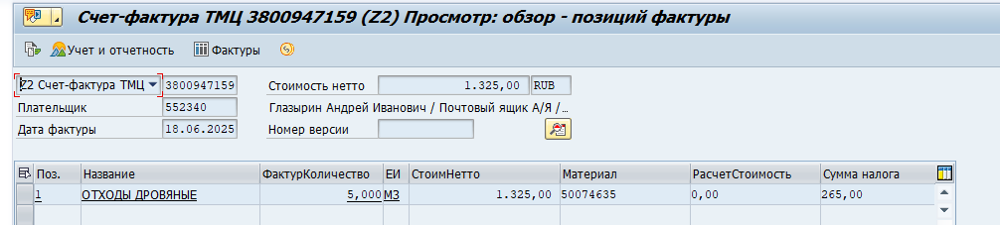 Счет-фактура ТМЦ 3800947159 (Z2) Просмотр: обзор - позиций фактуры
Учет и отчетность Фактуры
Z2 Счет-фактура ТМЦ 3800947159 Стоимость нетто 1.325,00 RUB
Плательщик 552340 Глазырин Андрей Иванович / Почтовый ящик А/Я /...
Дата фактуры 18.06.2025 Номер версии
Поз. Название ФактурКоличество ЕИ СтоимНетто Материал РасчетСтоимость Сумма налога
1 ОТХОДЫ ДРОВЯНЫЕ 5,000 М3 1.325,00 50074635 0,00 265,00